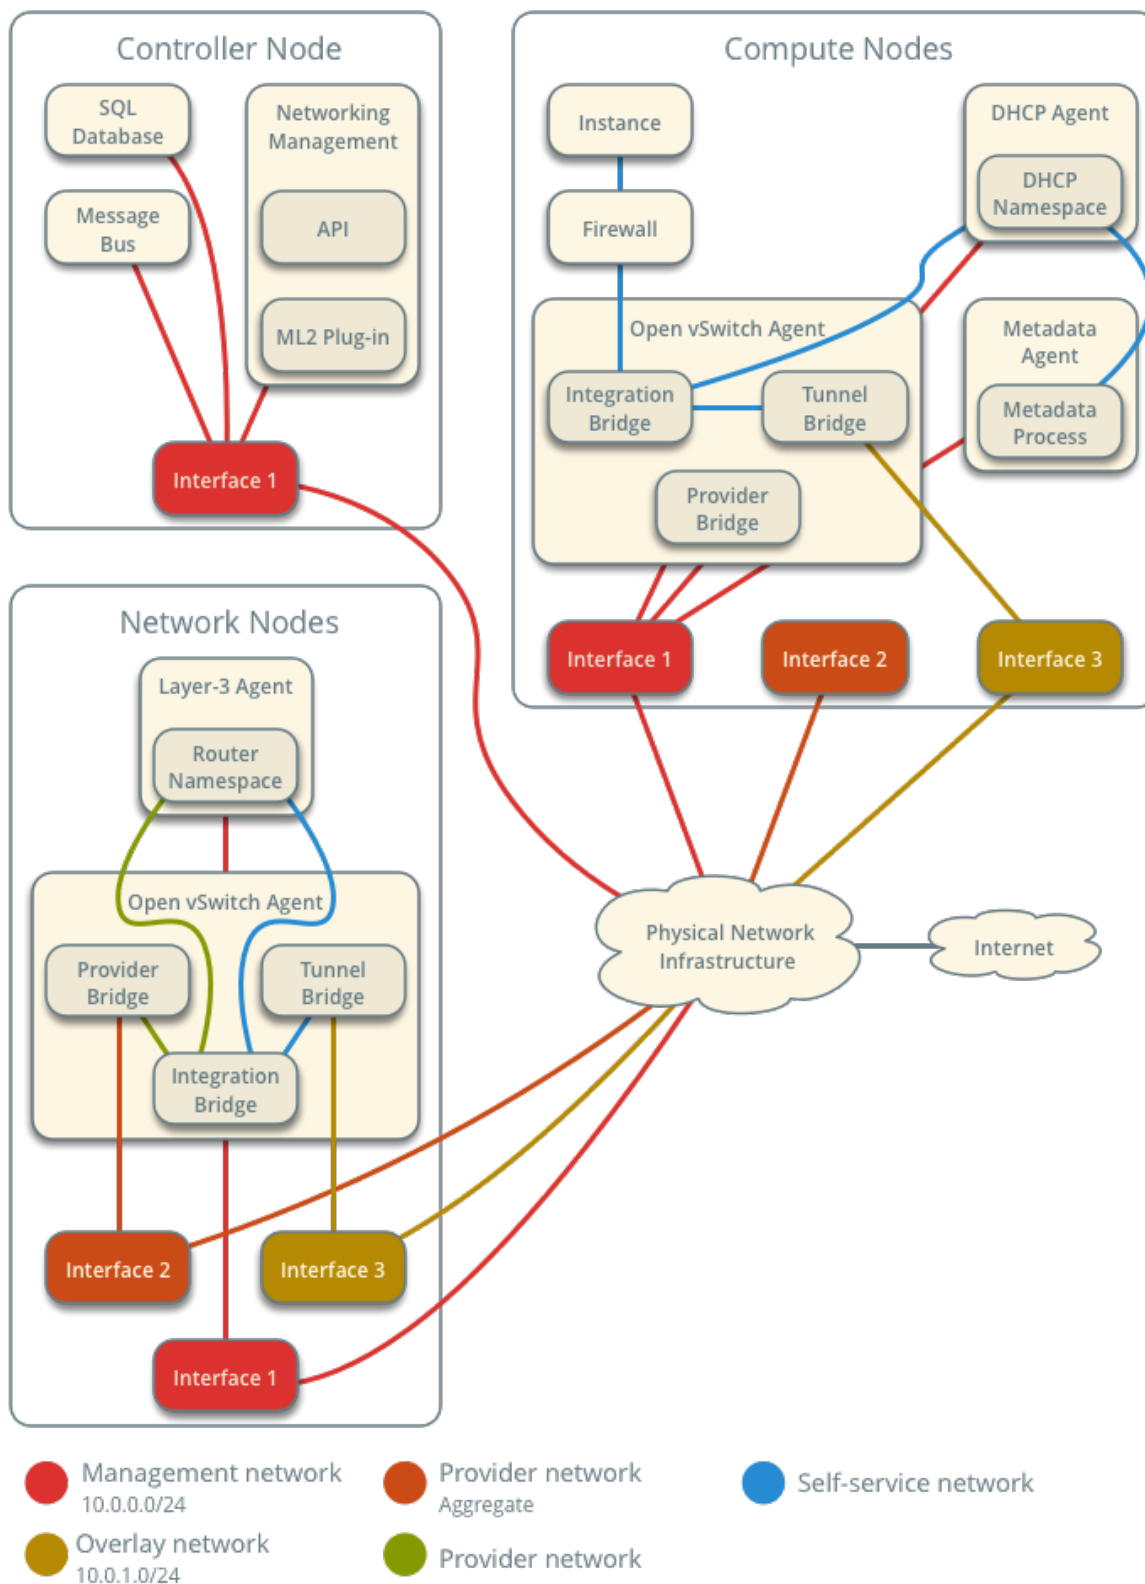 Controller Node
SQL
Database
Networking
Management
Message
Bus
API
ML2 Plug-in
Interface 1
Compute Nodes
Instance
DHCP Agent
DHCP
Namespace
Firewall
Open vSwitch Agent
Metadata
Agent
Integration
Bridge
Tunnel
Bridge
Metadata
Process
Provider
Bridge
Interface 1
Interface 2
Interface 3
Network Nodes
Layer-3 Agent
Router
Namespace
Open vSwitch Agent
Provider
Bridge
Tunnel
Bridge
Integration
Bridge
Interface 2
Interface 3
Interface 1
Physical Network
Infrastructure
Internet
Management network
10.0.0.0/24
Provider network
Aggregate
Self-service network
Overlay network
10.0.1.0/24
Provider network